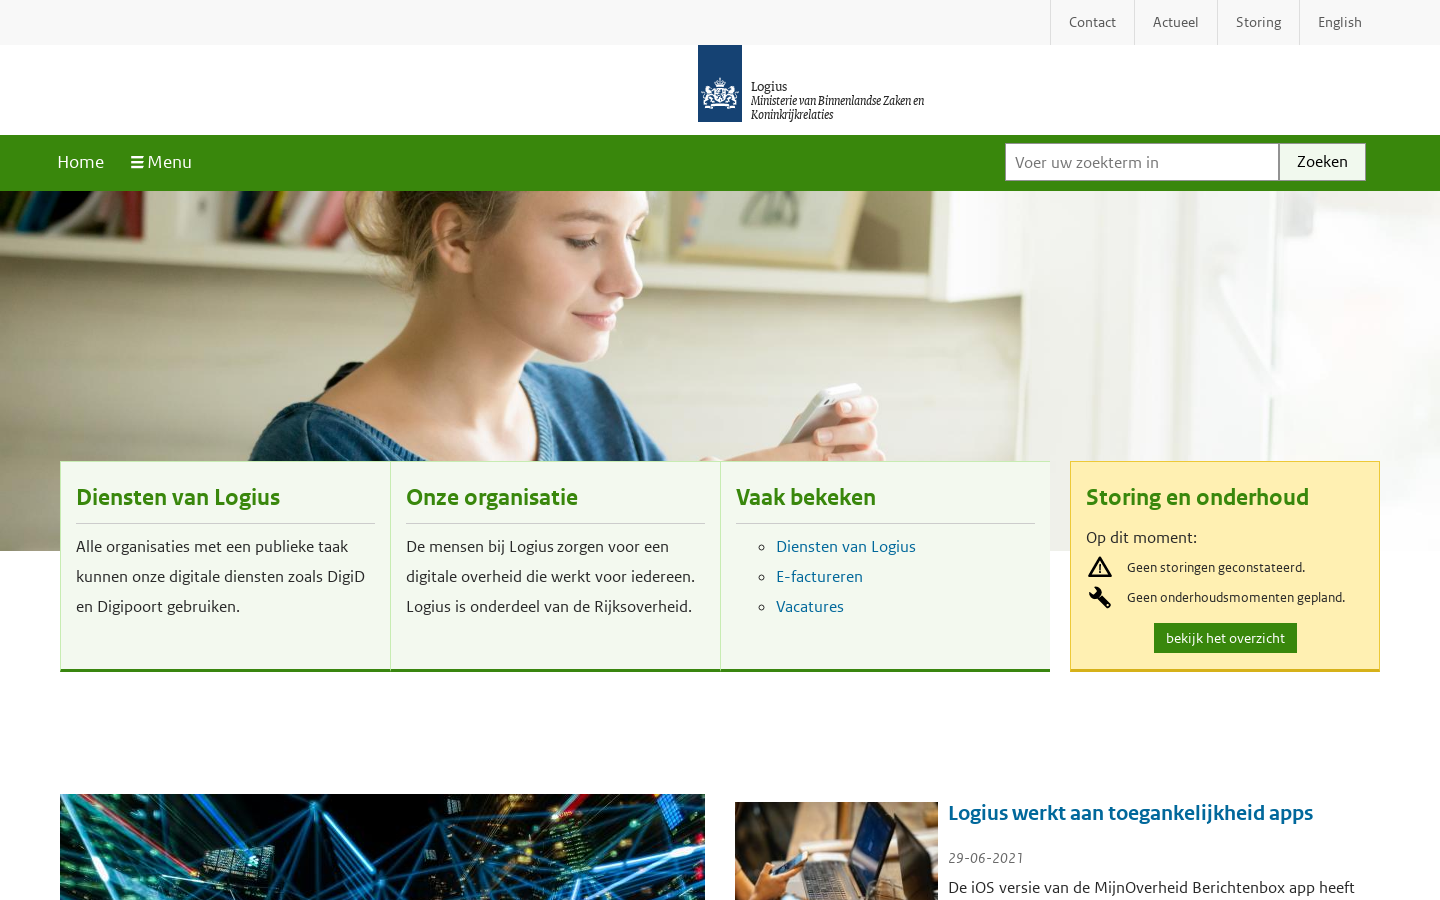 Contact
Actueel
Storing
English
Logius
Ministerie van Binnenlandse Zaken en
Koninkrijkrelaties
Home
Menu
Voer uw zoekterm in
Zoeken
Diensten van Logius
Alle organisaties met een publieke taak
kunnen onze digitale diensten zoals DigiD
en Digipoort gebruiken.
Onze organisatie
De mensen bij Logius zorgen voor een
digitale overheid die werkt voor iedereen.
Logius is onderdeel van de Rijksoverheid.
Vaak bekeken
Diensten van Logius
E-factureren
Vacatures
Storing en onderhoud
Op dit moment:
Geen storingen geconstateerd.
Geen onderhoudsmomenten gepland.
bekijk het overzicht
Logius werkt aan toegankelijkheid apps
29-06-2021
De iOS versie van de MijnOverheid Berichtenbox app heeft